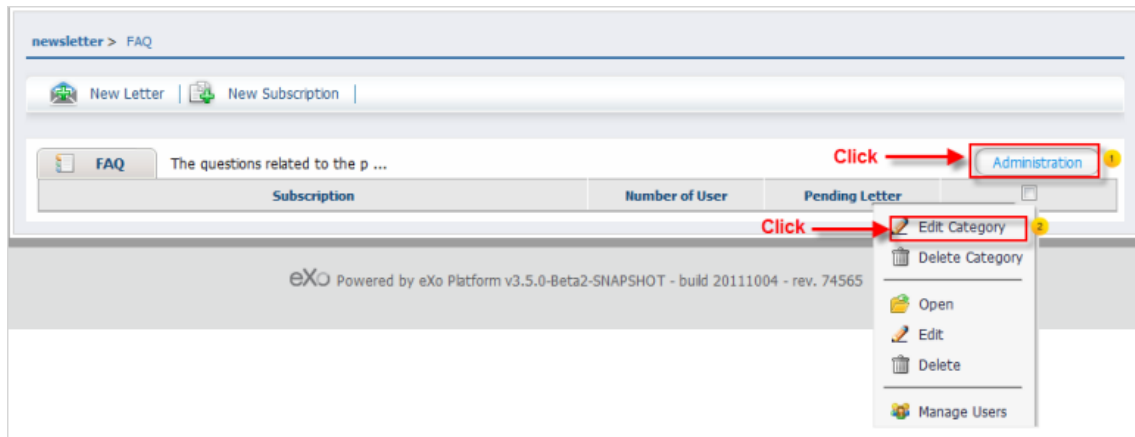 newsletter > FAQ
New Letter | New Subscription |
FAQ The questions related to the p ... Click Administration 1
Subscription Number of User Pending Letter
Click Edit Category 2
Delete Category
eXo Powered by eXo Platform v3.5.0-Beta2-SNAPSHOT - build 20111004 - rev. 74565
Open
Edit
Delete
Manage Users